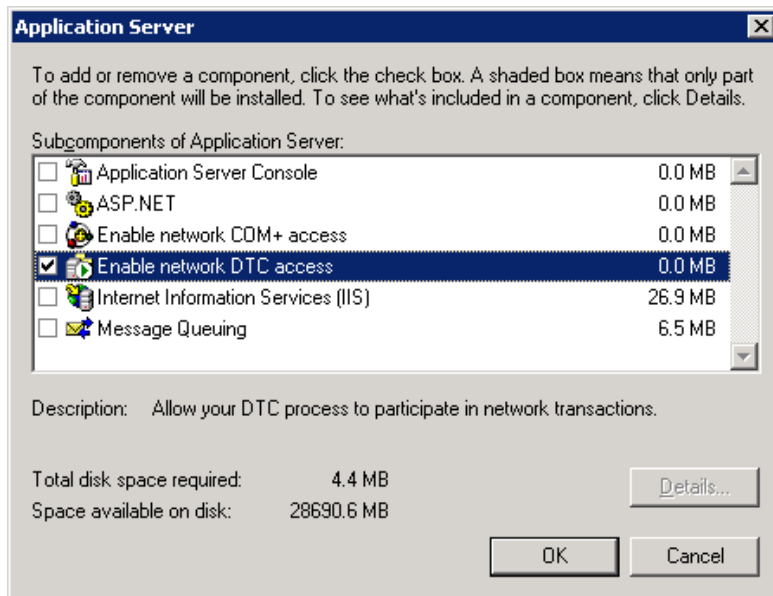 Application Server
To add or remove a component, click the check box. A shaded box means that only part
of the component will be installed. To see what's included in a component, click Details.
Subcomponents of Application Server:
Application Server Console 0.0 MB
ASP.NET 0.0 MB
Enable network COM+ access 0.0 MB
Enable network DTC access 0.0 MB
Internet Information Services (IIS) 26.9 MB
Message Queuing 6.5 MB
Description: Allow your DTC process to participate in network transactions.
Total disk space required: 4.4 MB
Details...
Space available on disk: 28690.6 MB
OK Cancel